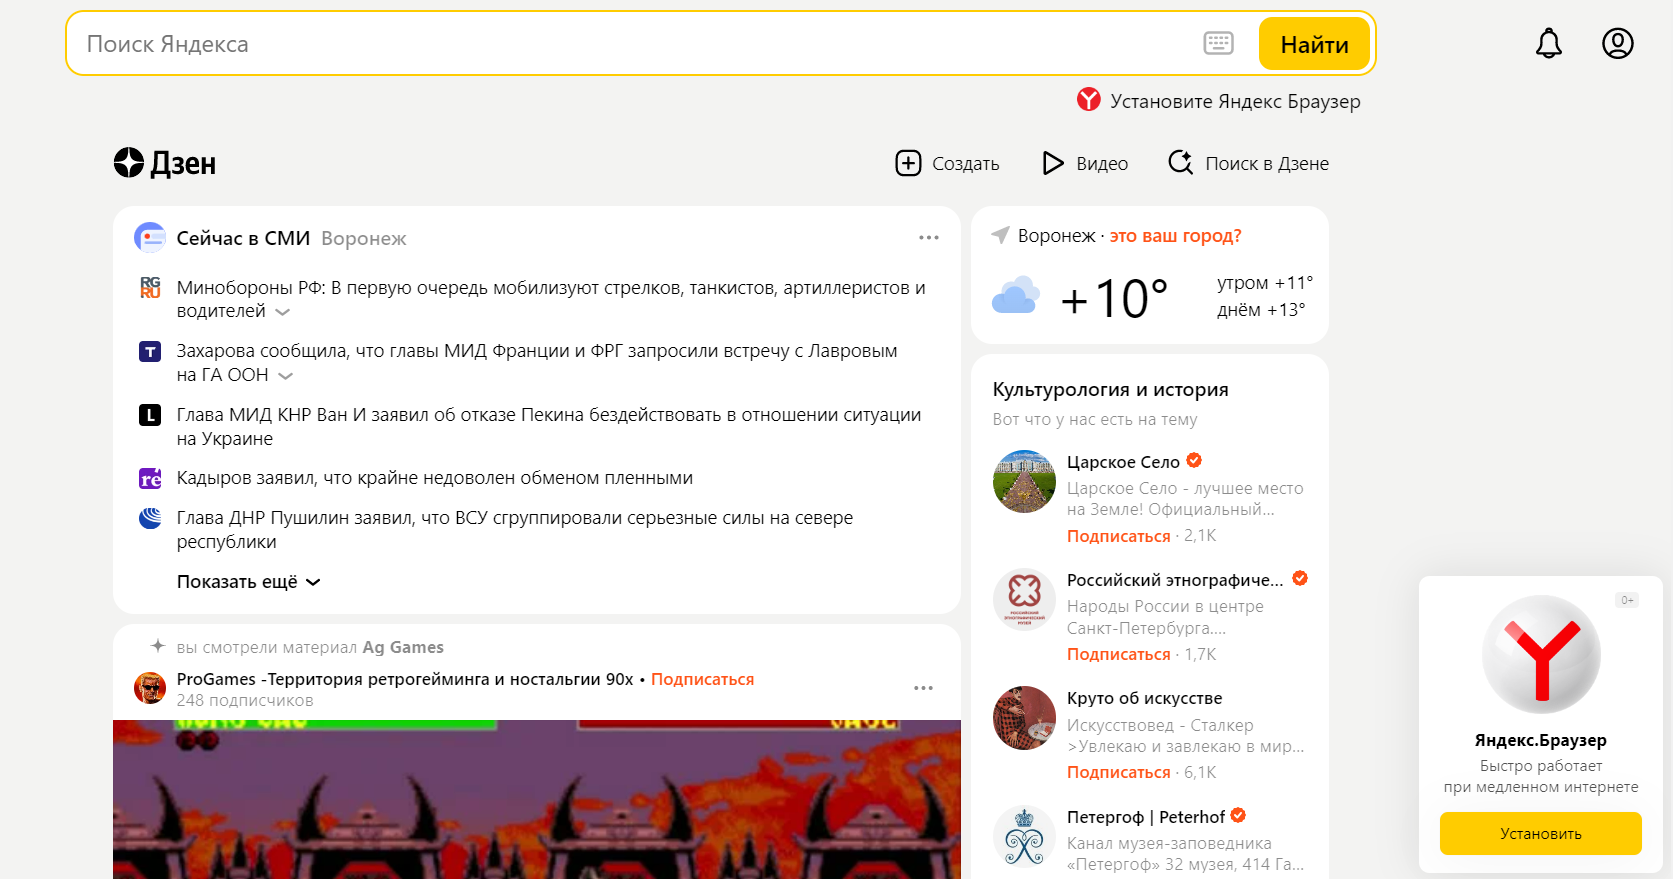 Поиск Яндекса
Найти
Установите Яндекс Браузер
Дзен
Создать
Видео
Поиск в Дзене
Сейчас в СМИ Воронеж
RG
RU
Минобороны РФ: В первую очередь мобилизуют стрелков, танкистов, артиллеристов и
водителей
T
Захарова сообщила, что главы МИД Франции и ФРГ запросили встречу с Лавровым
на ГА ООН
L
Глава МИД КНР Ван И заявил об отказе Пекина бездействовать в отношении ситуации
на Украине
re
Кадыров заявил, что крайне недоволен обменом пленными
Глава ДНР Пушилин заявил, что ВСУ сгруппировали серьезные силы на севере
республики
Показать ещё
вы смотрели материал Ag Games
ProGames -Территория ретрогейминга и ностальгии 90х • Подписаться
248 подписчиков
Воронеж · это ваш город?
+10°
утром +11°
днём +13°
Культурология и история
Вот что у нас есть на тему
Царское Село
Царское Село - лучшее место
на Земле! Официальный...
Подписаться · 2,1K
РОССИЙСКИЙ
ЭТНОГРАФИЧЕСКИЙ
МУЗЕЙ
Российский этнографиче...
Народы России в центре
Санкт-Петербурга....
Подписаться · 1,7K
Круто об искусстве
Искусствовед - Сталкер
>Увлекаю и завлекаю в мир...
Подписаться · 6,1K
Петергоф | Peterhof
Канал музея-заповедника
«Петергоф» 32 музея, 414 Га...
0+
Яндекс.Браузер
Быстро работает
при медленном интернете
Установить